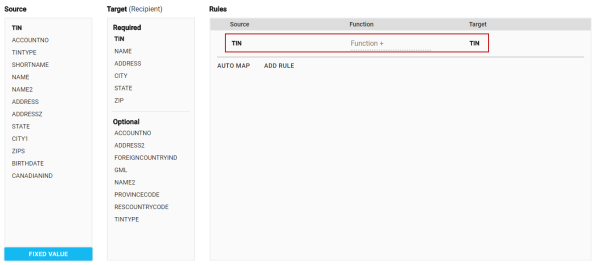 Source
TIN
ACCOUNTNO
TINTYPE
SHORTNAME
NAME
NAME2
ADDRESS
ADDRESSZ
STATE
CITY1
ZIPS
BIRTHDATE
CANADIANIND
FIXED VALUE
Target (Recipient)
Required
TIN
NAME
ADDRESS
CITY
STATE
ZIP
Optional
ACCOUNTNO
ADDRESS2
FOREIGNCOUNTRYIND
GML
NAME2
PROVINCECODE
RESCOUNTRYCODE
TINTYPE
Rules
Source Function Target
TIN Function + TIN
AUTO MAP ADD RULE